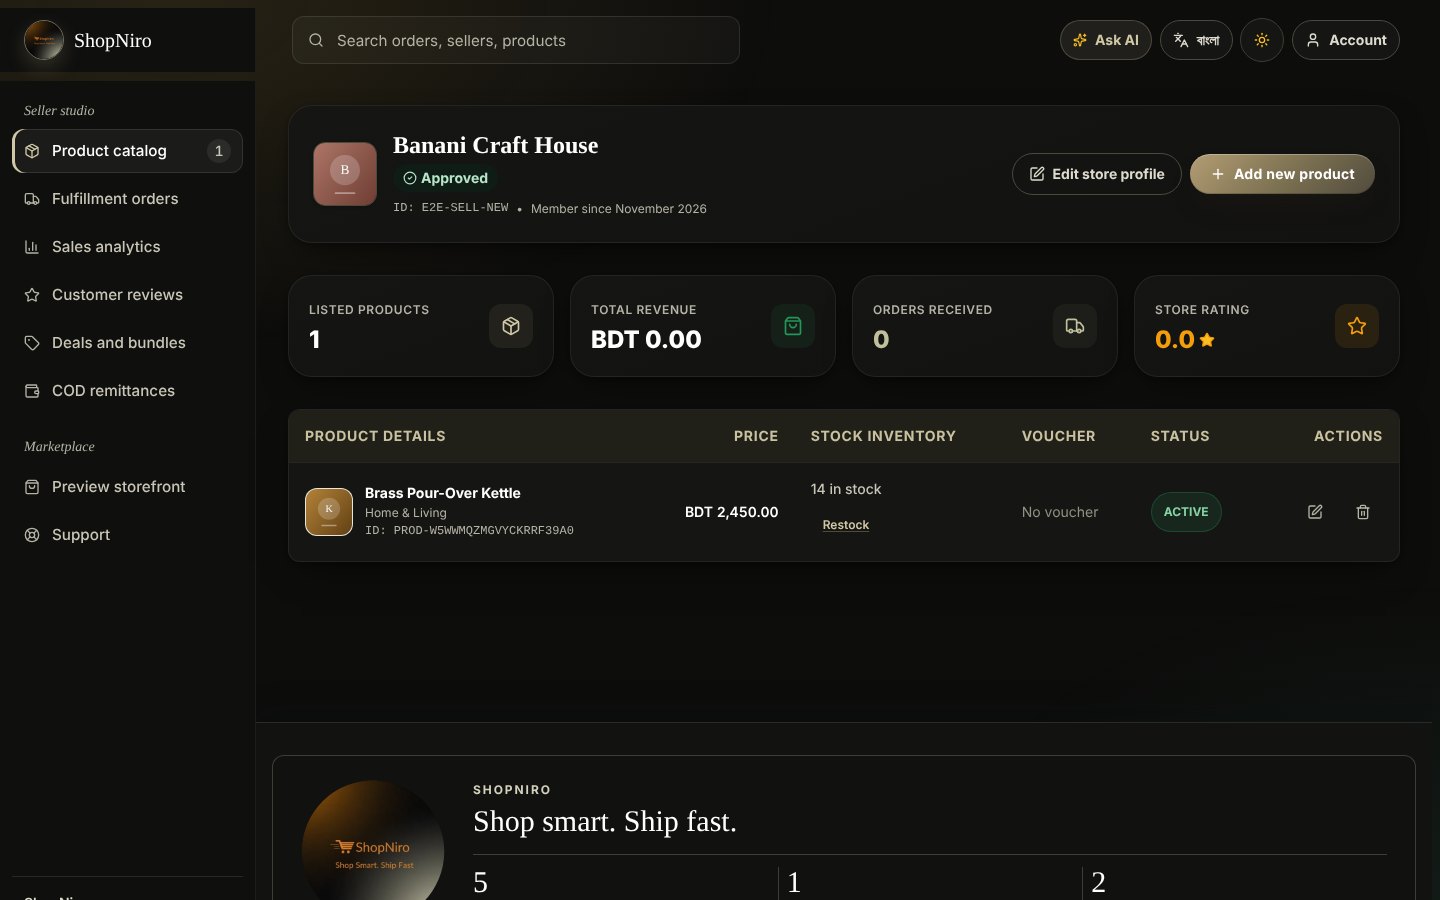 ShopNiro
Search orders, sellers, products
Ask AI
বাংলা
Account
Seller studio
Product catalog
1
Fulfillment orders
Sales analytics
Customer reviews
Deals and bundles
COD remittances
Marketplace
Preview storefront
Support
B
Banani Craft House
Approved
ID: E2E-SELL-NEW • Member since November 2026
Edit store profile
Add new product
LISTED PRODUCTS
1
TOTAL REVENUE
BDT 0.00
ORDERS RECEIVED
0
STORE RATING
0.0
PRODUCT DETAILS
PRICE
STOCK INVENTORY
VOUCHER
STATUS
ACTIONS
K
Brass Pour-Over Kettle
Home & Living
ID: PROD-W5WWMQZMGVYCKRRF39A0
BDT 2,450.00
14 in stock
Restock
No voucher
ACTIVE
ShopNiro
Shop Smart. Ship Fast
SHOPNIRO
Shop smart. Ship fast.
5
1
2